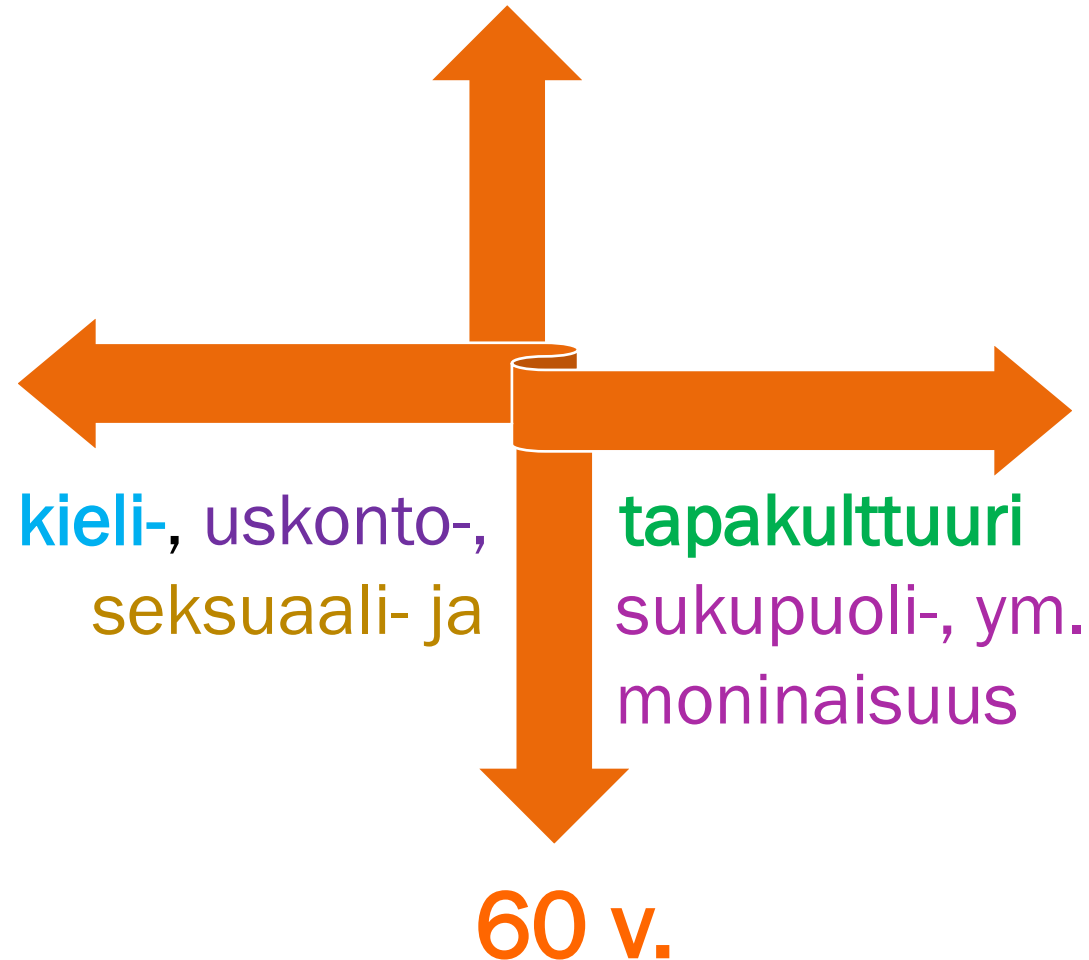 kieli-, uskonto-, tapakulttuuri
seksuaali- ja sukupuoli-, ym.
moninaisuus
60 v.